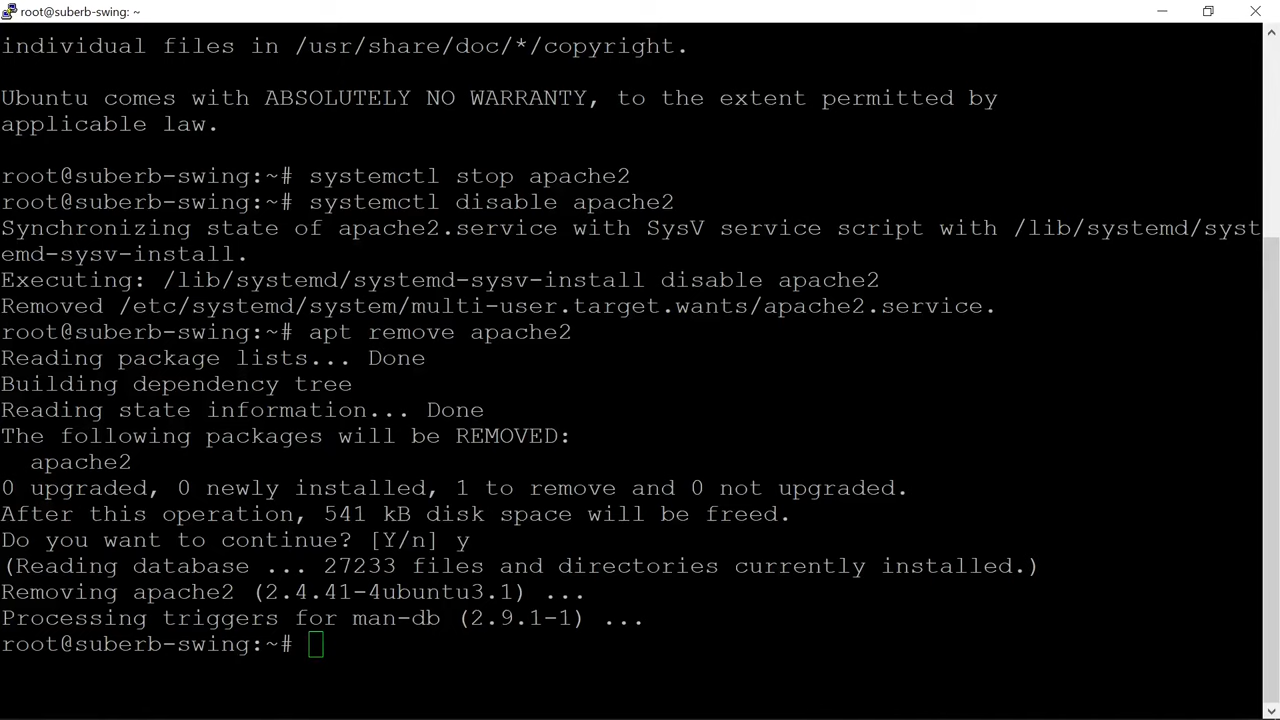 root@suberb-swing: ~
individual files in /usr/share/doc/*/copyright.
Ubuntu comes with ABSOLUTELY NO WARRANTY, to the extent permitted by
applicable law.
root@suberb-swing:~# systemctl stop apache2
root@suberb-swing:~# systemctl disable apache2
Synchronizing state of apache2.service with SysV service script with /lib/systemd/syst
emd-sysv-install.
Executing: /lib/systemd/systemd-sysv-install disable apache2
Removed /etc/systemd/system/multi-user.target.wants/apache2.service.
root@suberb-swing:~# apt remove apache2
Reading package lists... Done
Building dependency tree
Reading state information... Done
The following packages will be REMOVED:
  apache2
0 upgraded, 0 newly installed, 1 to remove and 0 not upgraded.
After this operation, 541 kB disk space will be freed.
Do you want to continue? [Y/n] y
(Reading database ... 27233 files and directories currently installed.)
Removing apache2 (2.4.41-4ubuntu3.1) ...
Processing triggers for man-db (2.9.1-1) ...
root@suberb-swing:~#